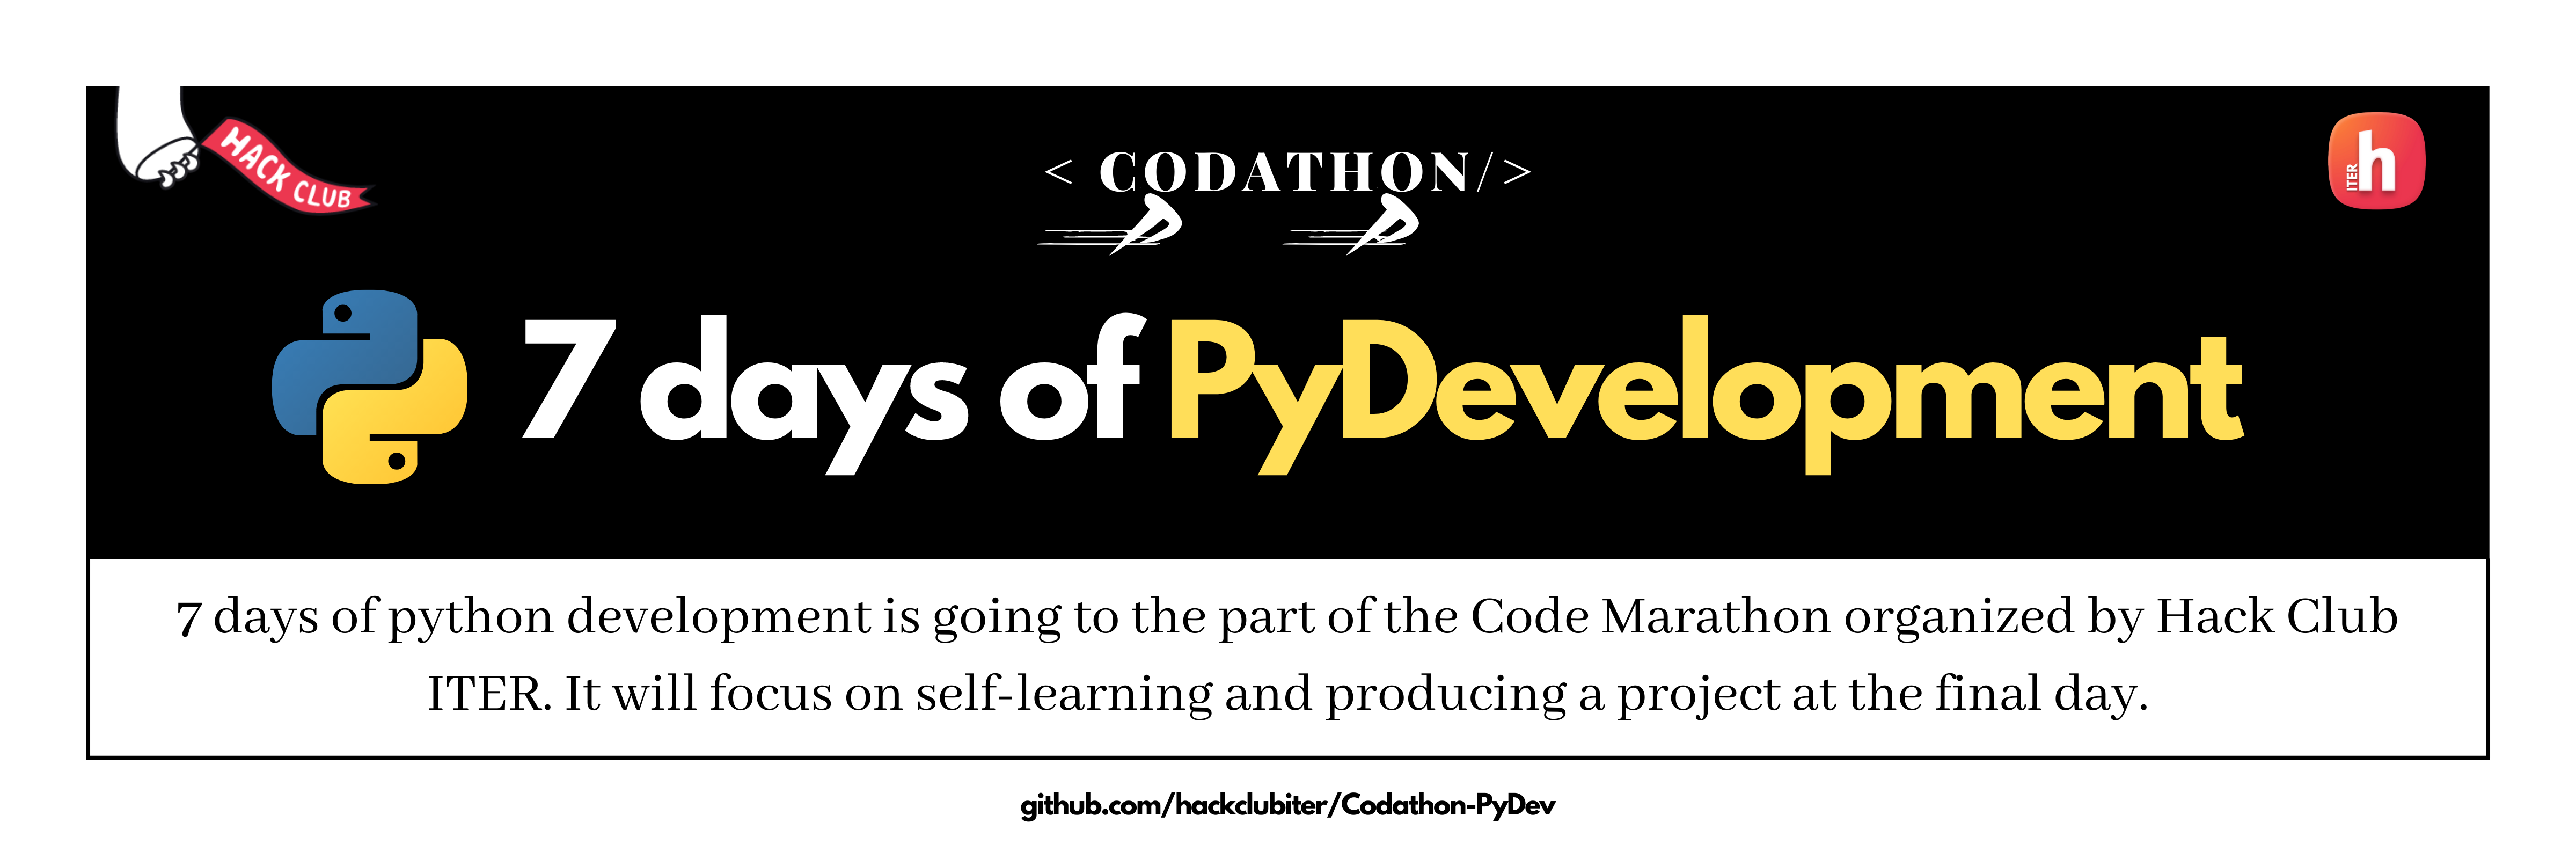 HACK CLUB
< CODATHON/>
ITER h
7 days of PyDevelopment
7 days of python development is going to the part of the Code Marathon organized by Hack Club
ITER. It will focus on self-learning and producing a project at the final day.
github.com/hackclubiter/Codathon-PyDev